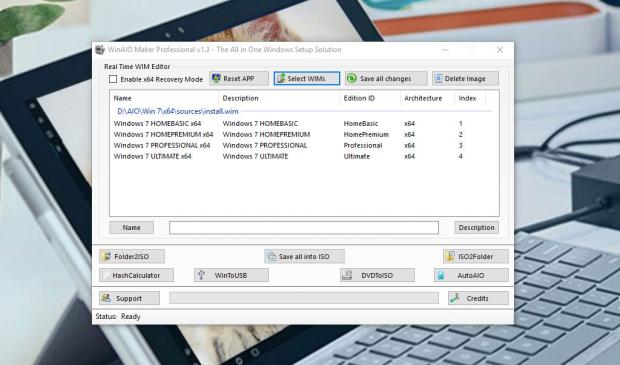 WinAIO Maker Professional v1.3 - The All in One Windows Setup Solution
Real Time WIM Editor
Enable x64 Recovery Mode Reset APP Select WIMs Save all changes Delete Image
Name Description Edition ID Architecture Index
D:\AIO\Win 7\x64\sources\install.wim
Windows 7 HOMEBASIC x64 Windows 7 HOMEBASIC HomeBasic x64 1
Windows 7 HOMEPREMIUM x64 Windows 7 HOMEPREMIUM HomePremium x64 2
Windows 7 PROFESSIONAL x64 Windows 7 PROFESSIONAL Professional x64 3
Windows 7 ULTIMATE x64 Windows 7 ULTIMATE Ultimate x64 4
Name Description
Folder2ISO Save all into ISO ISO2Folder
HashCalculator WinToUSB DVDToISO AutoAIO
Support Credits
Status: Ready